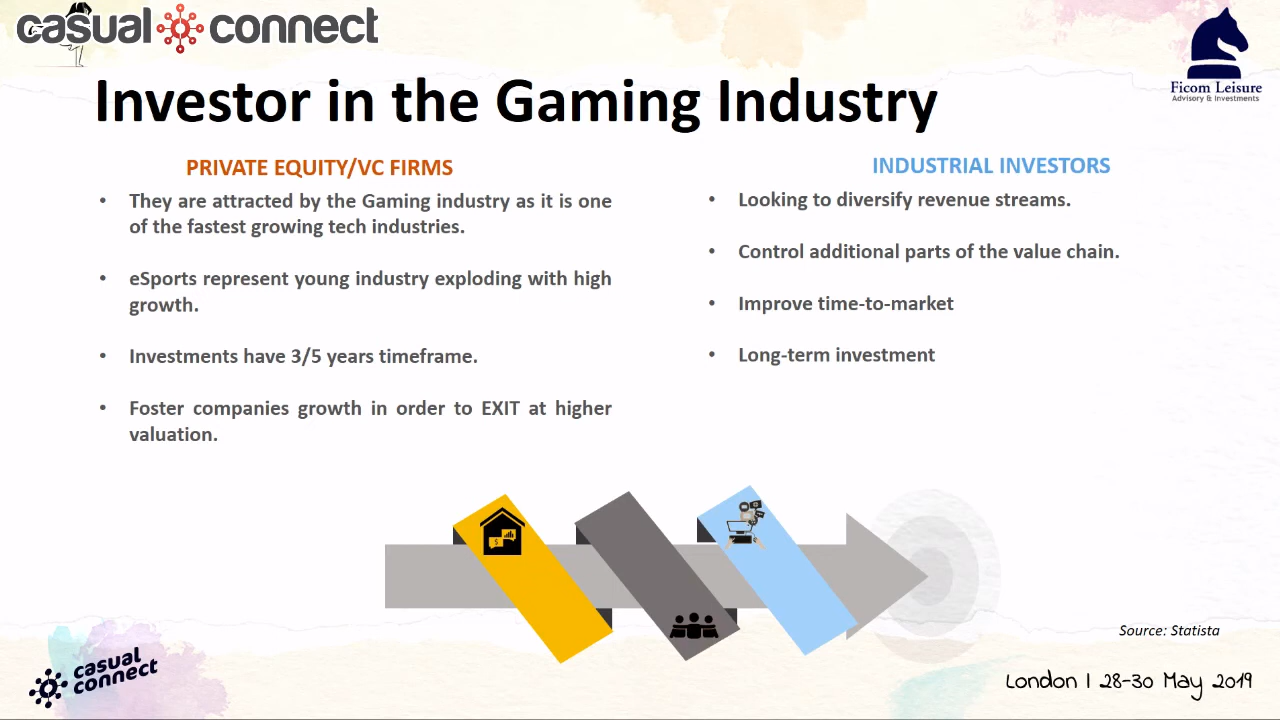 casual connect
Ficom Leisure
Advisory & Investments
Investor in the Gaming Industry
PRIVATE EQUITY/VC FIRMS
• They are attracted by the Gaming industry as it is one
of the fastest growing tech industries.
• eSports represent young industry exploding with high
growth.
• Investments have 3/5 years timeframe.
• Foster companies growth in order to EXIT at higher
valuation.
INDUSTRIAL INVESTORS
• Looking to diversify revenue streams.
• Control additional parts of the value chain.
• Improve time-to-market
• Long-term investment
$
Source: Statista
casual
connect
London | 28-30 May 2019